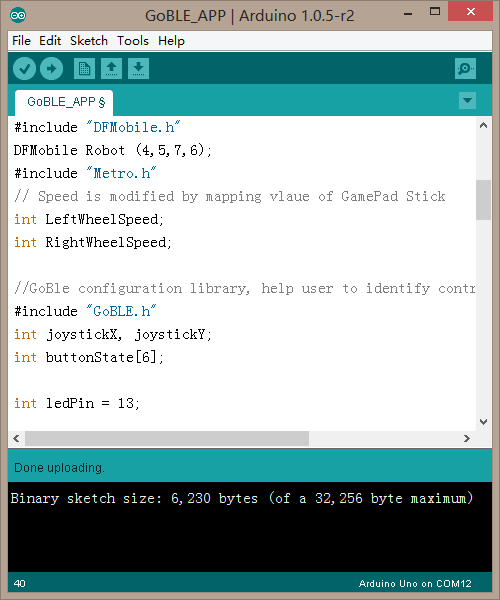 GoBLE_APP | Arduino 1.0.5-r2
File Edit Sketch Tools Help
GoBLE_APP §
#include "DFMobile.h"
DFMobile Robot (4,5,7,6);
#include "Metro.h"
// Speed is modified by mapping vlaue of GamePad Stick
int LeftWheelSpeed;
int RightWheelSpeed;
//GoBle configuration library, help user to identify contr
#include "GoBLE.h"
int joystickX, joystickY;
int buttonState[6];
int ledPin = 13;
Done uploading.
Binary sketch size: 6,230 bytes (of a 32,256 byte maximum)
40
Arduino Uno on COM12